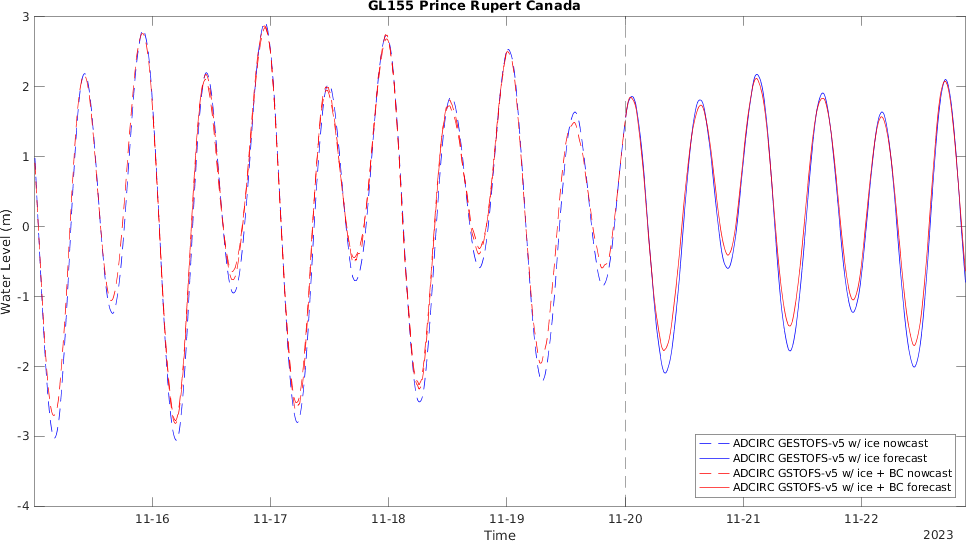 GL155 Prince Rupert Canada
3
2
1
0
-1
-2
-3
-4
Water Level (m)
ADCIRC GESTOFS-v5 w/ ice nowcast
ADCIRC GESTOFS-v5 w/ ice forecast
ADCIRC GSTOFS-v5 w/ ice + BC nowcast
ADCIRC GSTOFS-v5 w/ ice + BC forecast
11-16 11-17 11-18 11-19 11-20 11-21 11-22
Time
2023